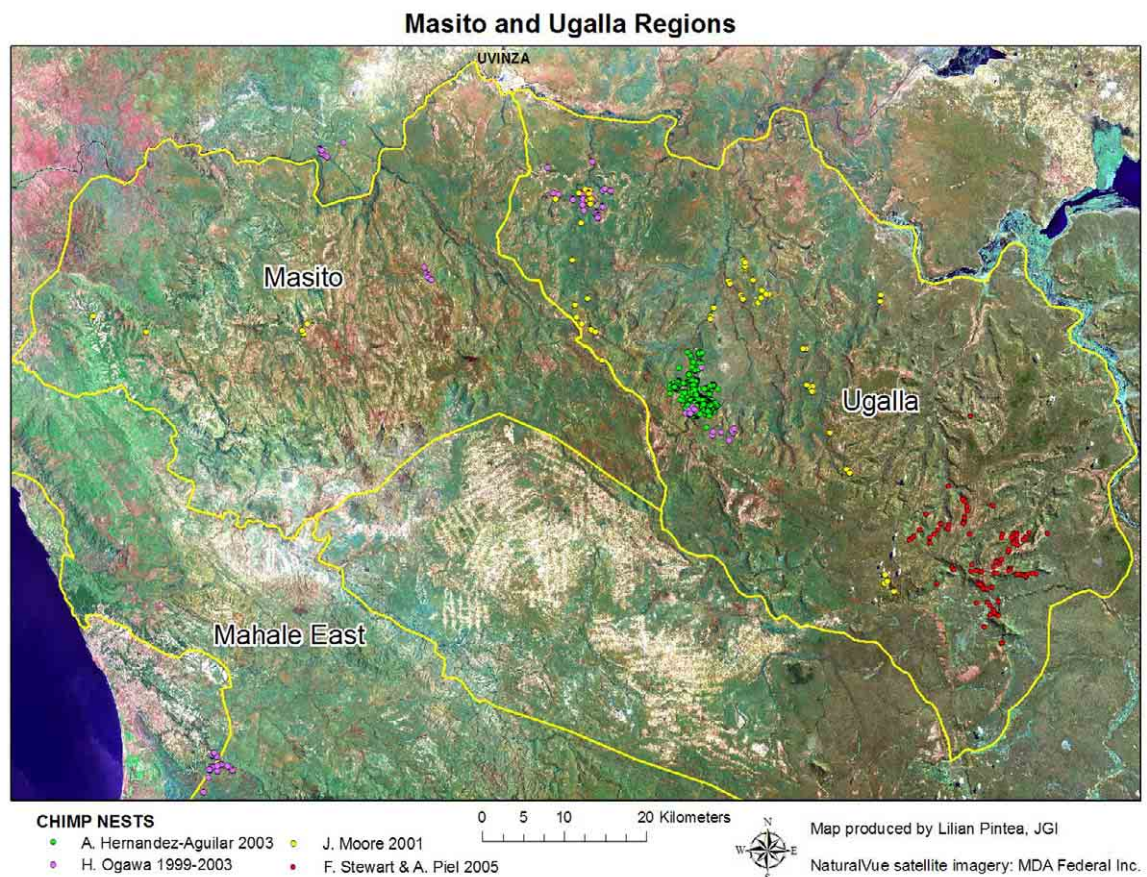 Masito and Ugalla Regions
UVINZA
Masito
Ugalla
Mahale East
CHIMP NESTS
A. Hernandez-Aguilar 2003
H. Ogawa 1999-2003
J. Moore 2001
F. Stewart & A. Piel 2005
0 5 10 20 Kilometers
N
W E
S
Map produced by Lilian Pintea, JGI
NaturalVue satellite imagery: MDA Federal Inc.